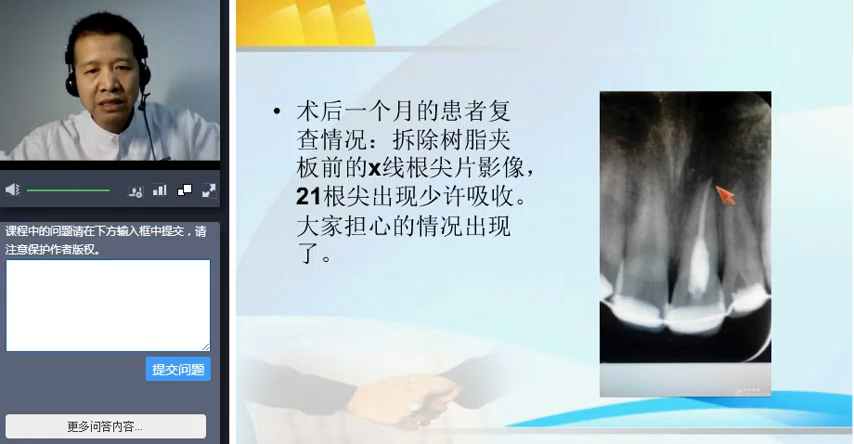 课程中的问题请在下方输入框中提交，请
注意保护作者版权。
提交问题
更多问答内容...
• 术后一个月的患者复
查情况：拆除树脂夹
板前的x线根尖片影像，
21根尖出现少许吸收。
大家担心的情况出现
了。